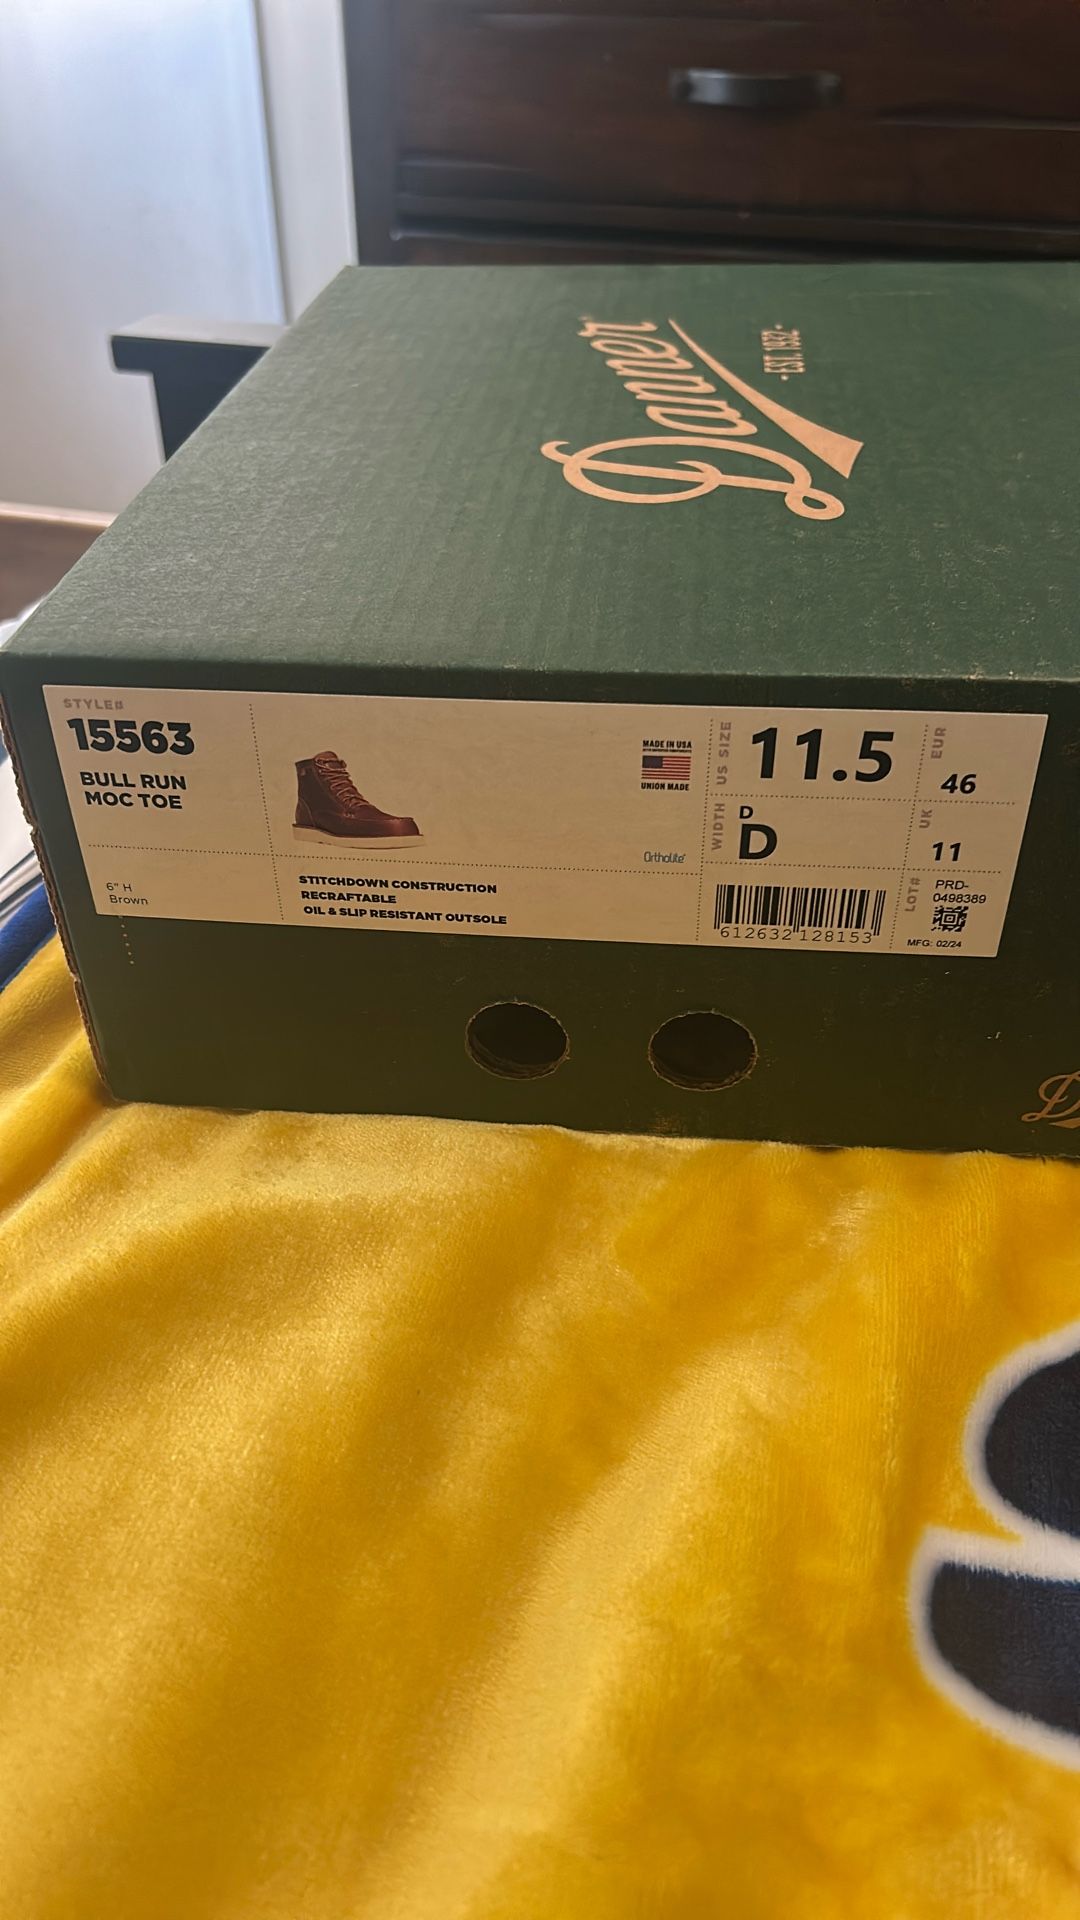 Danner
• EST. 1932 •
STYLE#
15563
BULL RUN
MOC TOE
6" H
Brown
MADE IN USA
UNION MADE
Ortholite
STITCHDOWN CONSTRUCTION
RECRAFTABLE
OIL & SLIP RESISTANT OUTSOLE
US SIZE
11.5
EUR
46
WIDTH
D
D
UK
11
612632 128153
LOT#
PRD-
0498389
MFG: 02/24